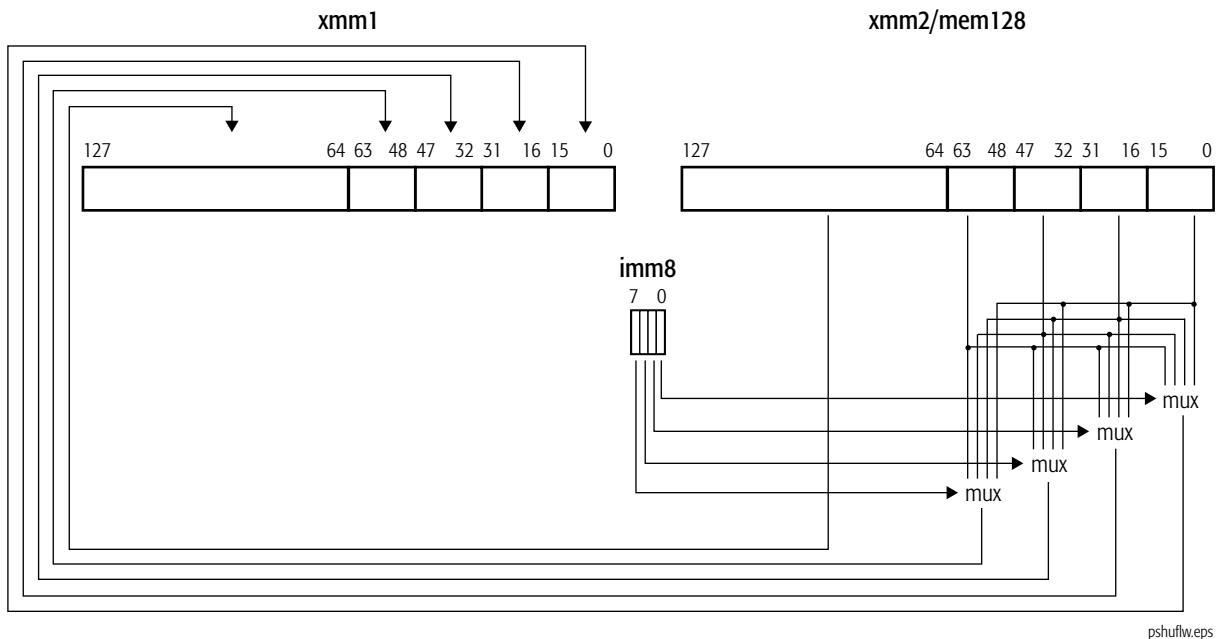 xmm1 xmm2/mem128
127 64 63 48 47 32 31 16 15 0 127 64 63 48 47 32 31 16 15 0
imm8
7 0
mux
mux
mux
mux
pshuflw.eps